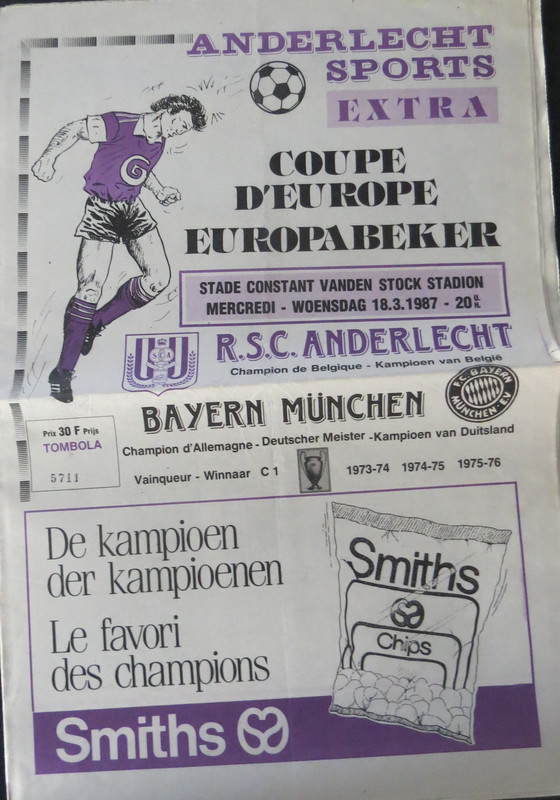 ANDERLECHT
SPORTS
EXTRA
G
COUPE
D'EUROPE
EUROPABEKER
STADE CONSTANT VANDEN STOCK STADION
MERCREDI - WOENSDAG 18.3.1987 - 20 U. H.
SCA
R.S.C. ANDERLECHT
Champion de Belgique - Kampioen van België
F.C. BAYERN
MÜNCHEN E.V.
BAYERN MÜNCHEN
Prix 30 F Prijs
TOMBOLA
5711
Champion d'Allemagne - Deutscher Meister - Kampioen van Duitsland
Vainqueur - Winnaar C 1 1973-74 1974-75 1975-76
De kampioen
der kampioenen
Le favori
des champions
Smiths
Chips
Smiths